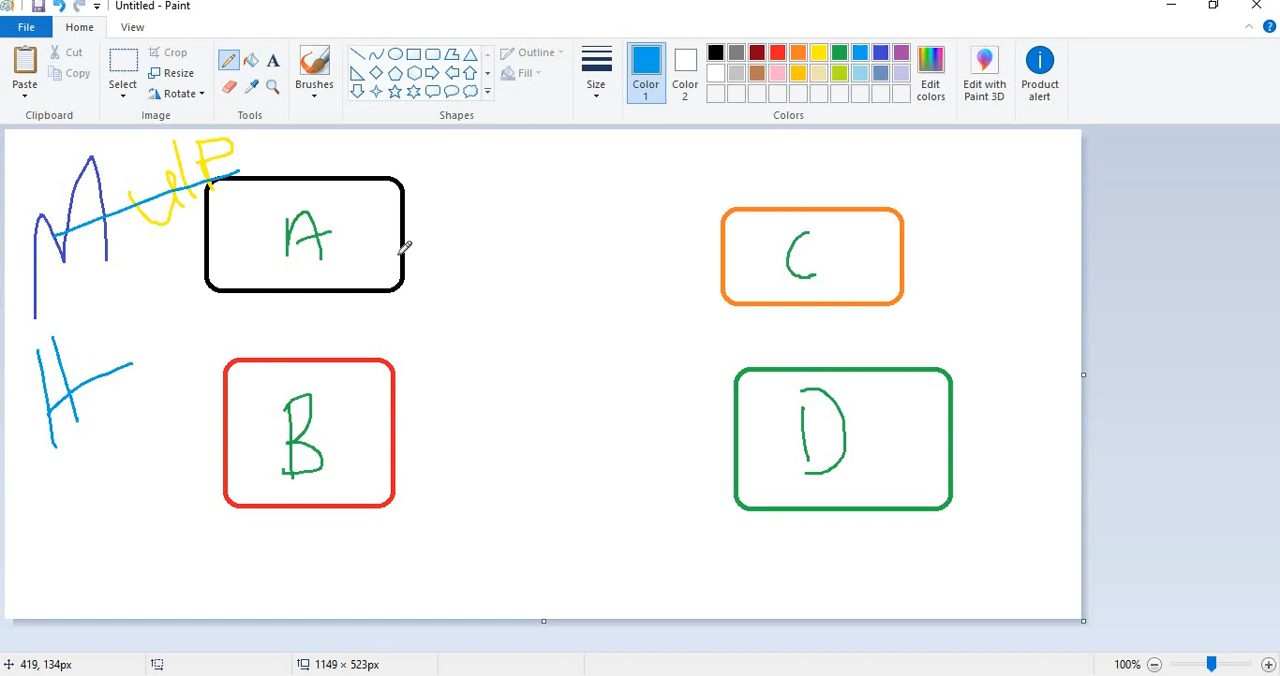 Untitled - Paint
File Home View
Paste
Cut
Copy
Clipboard
Select
Crop
Resize
Rotate
Image
Tools
Brushes
Shapes
Outline
Fill
Size
Color 1
Color 2
Colors
Edit colors
Edit with Paint 3D
Product alert
A
C
H
B
D
419, 134px
1149 × 523px
100%